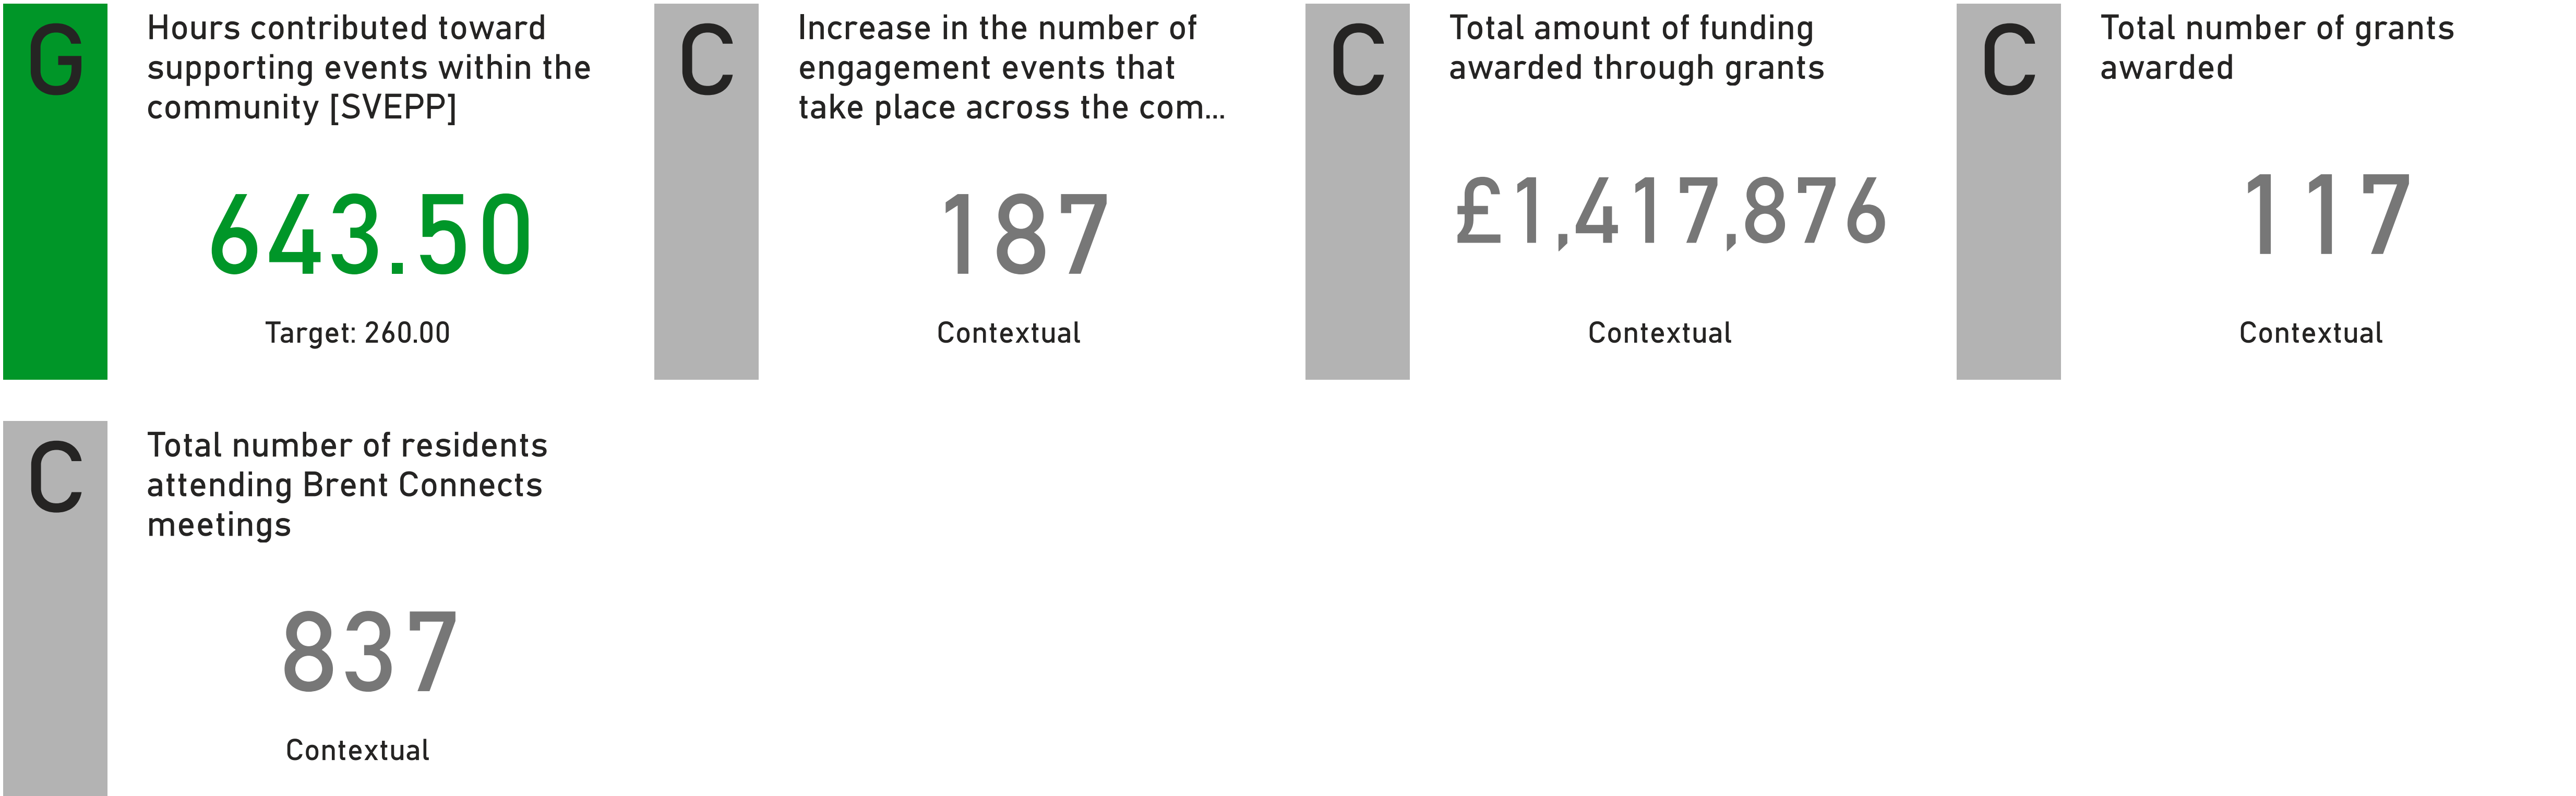 G
Hours contributed toward
supporting events within the
community [SVEPP]
643.50
Target: 260.00
C
Increase in the number of
engagement events that
take place across the com...
187
Contextual
C
Total amount of funding
awarded through grants
£1,417,876
Contextual
C
Total number of grants
awarded
117
Contextual
C
Total number of residents
attending Brent Connects
meetings
837
Contextual